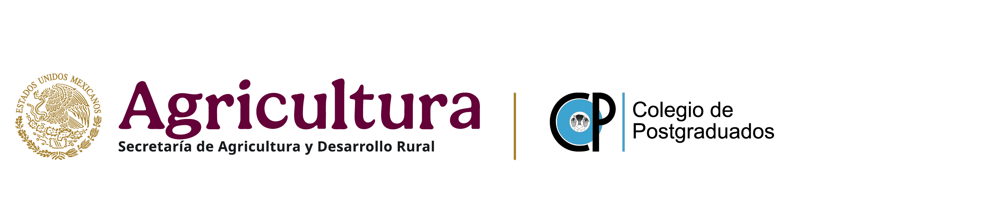 ESTADOS UNIDOS MEXICANOS
Agricultura
Secretaría de Agricultura y Desarrollo Rural
CP
Colegio de
Postgraduados